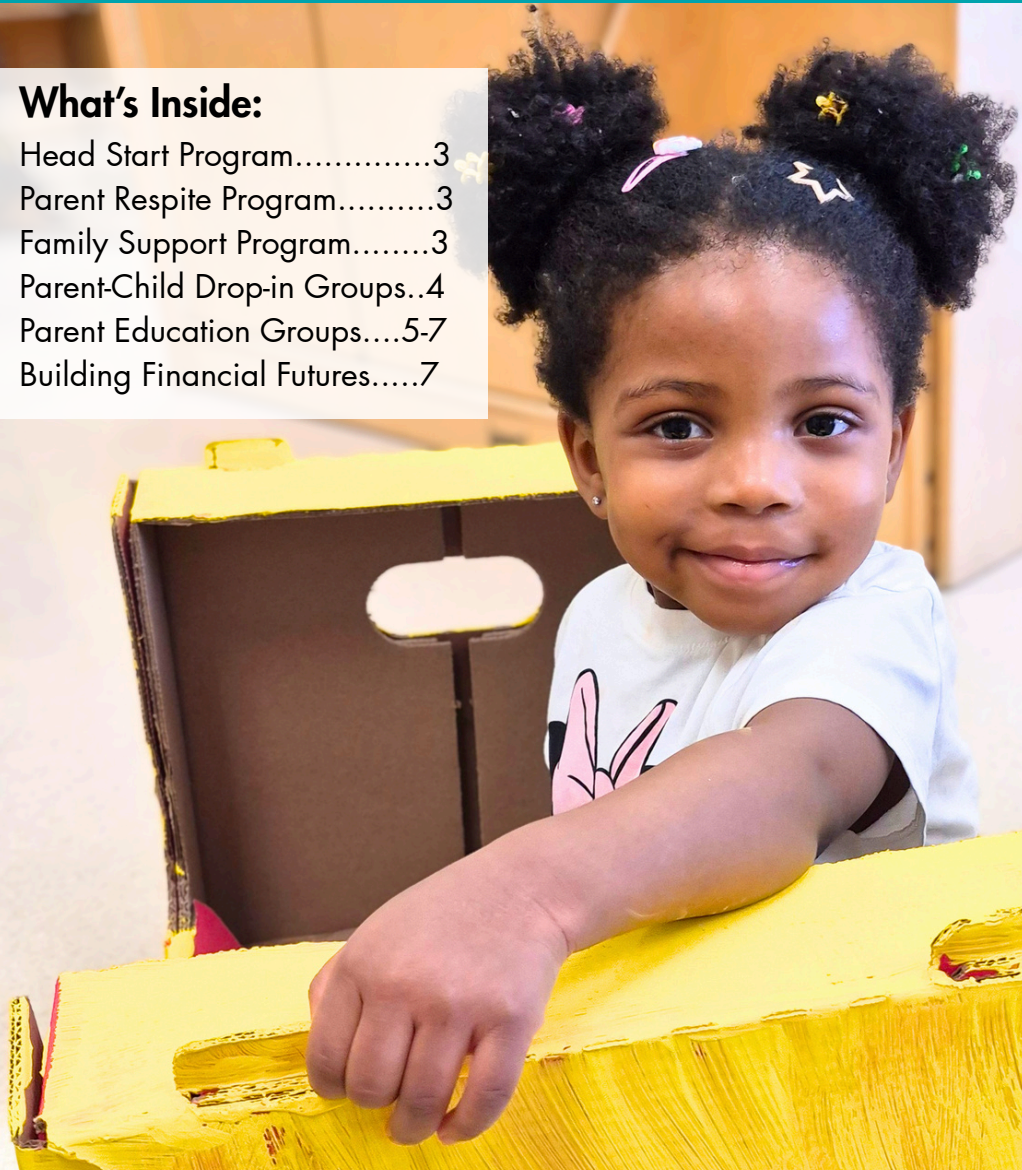 What's Inside:
Head Start Program..............3
Parent Respite Program..........3
Family Support Program........3
Parent-Child Drop-in Groups..4
Parent Education Groups....5-7
Building Financial Futures.....7